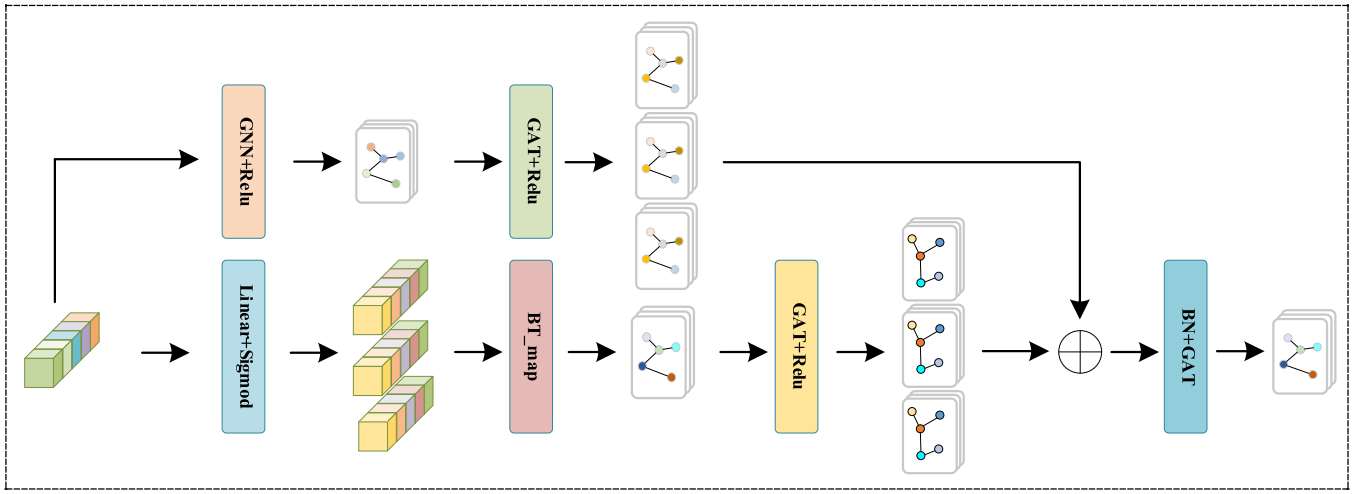 GNN+Relu
GAT+Relu
Linear+Sigmod
BT_map
GAT+Relu
BN+GAT